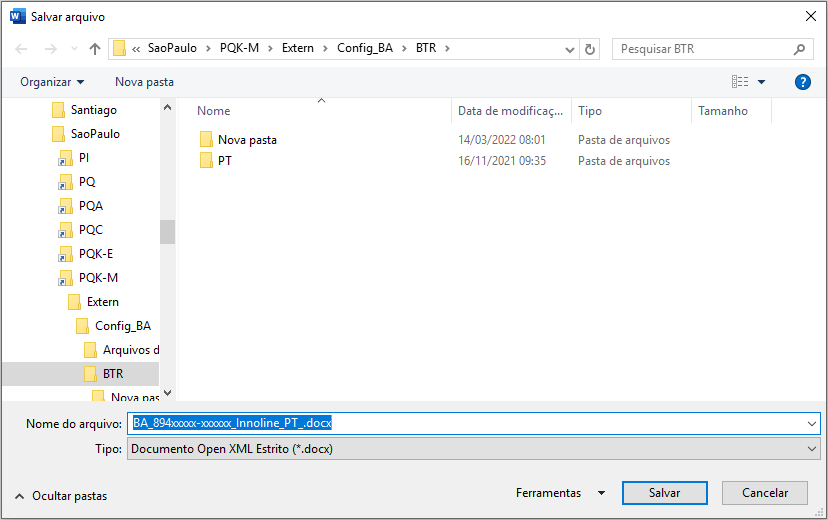 Salvar arquivo
« SaoPaulo › PQK-M › Extern › Config_BA › BTR ›
Pesquisar BTR
Organizar
Nova pasta
?
Santiago
SaoPaulo
PI
PQ
PQA
PQC
PQK-E
PQK-M
Extern
Config_BA
Arquivos d
BTR
Nova pas
Nome Data de modificaç... Tipo Tamanho
Nova pasta 14/03/2022 08:01 Pasta de arquivos
PT 16/11/2021 09:35 Pasta de arquivos
Nome do arquivo: BA_894xxxxx-xxxxxx_Innoline_PT_.docx
Tipo: Documento Open XML Estrito (*.docx)
Ocultar pastas
Ferramentas
Salvar
Cancelar